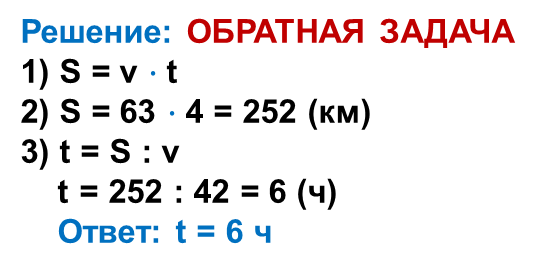 Решение: ОБРАТНАЯ ЗАДАЧА
1) S = v · t
2) S = 63 · 4 = 252 (км)
3) t = S : v
t = 252 : 42 = 6 (ч)
Ответ: t = 6 ч